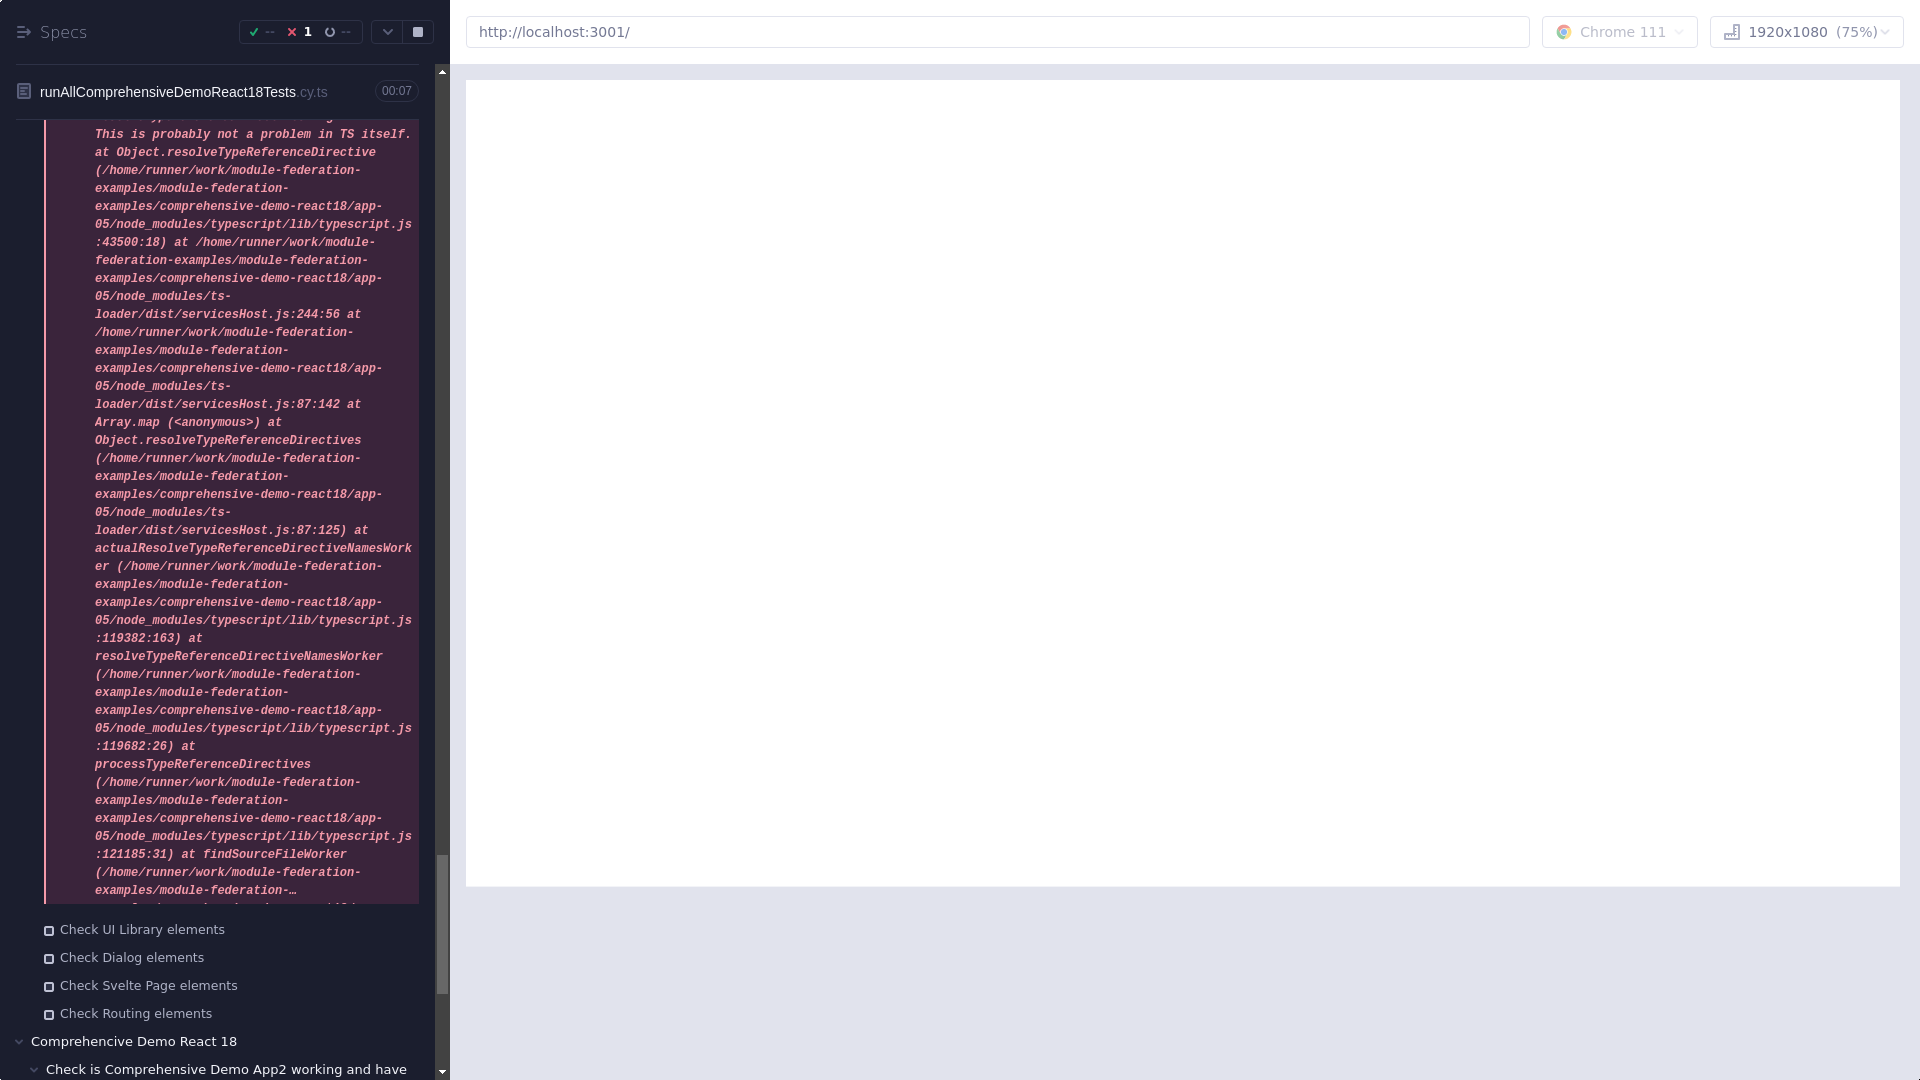 Specs
-- 1 --
http://localhost:3001/
Chrome 111
1920x1080 (75%)
runAllComprehensiveDemoReact18Tests.cy.ts
00:07
This is probably not a problem in TS itself.
at Object.resolveTypeReferenceDirective
(/home/runner/work/module-federation-
examples/module-federation-
examples/comprehensive-demo-react18/app-
05/node_modules/typescript/lib/typescript.js
:43500:18) at /home/runner/work/module-
federation-examples/module-federation-
examples/comprehensive-demo-react18/app-
05/node_modules/ts-
loader/dist/servicesHost.js:244:56 at
/home/runner/work/module-federation-
examples/module-federation-
examples/comprehensive-demo-react18/app-
05/node_modules/ts-
loader/dist/servicesHost.js:87:142 at
Array.map (<anonymous>) at
Object.resolveTypeReferenceDirectives
(/home/runner/work/module-federation-
examples/module-federation-
examples/comprehensive-demo-react18/app-
05/node_modules/ts-
loader/dist/servicesHost.js:87:125) at
actualResolveTypeReferenceDirectiveNamesWork
er (/home/runner/work/module-federation-
examples/module-federation-
examples/comprehensive-demo-react18/app-
05/node_modules/typescript/lib/typescript.js
:119382:163) at
resolveTypeReferenceDirectiveNamesWorker
(/home/runner/work/module-federation-
examples/module-federation-
examples/comprehensive-demo-react18/app-
05/node_modules/typescript/lib/typescript.js
:119682:26) at
processTypeReferenceDirectives
(/home/runner/work/module-federation-
examples/module-federation-
examples/comprehensive-demo-react18/app-
05/node_modules/typescript/lib/typescript.js
:121185:31) at findSourceFileWorker
(/home/runner/work/module-federation-
examples/module-federation-…
Check UI Library elements
Check Dialog elements
Check Svelte Page elements
Check Routing elements
Comprehencive Demo React 18
Check is Comprehensive Demo App2 working and have